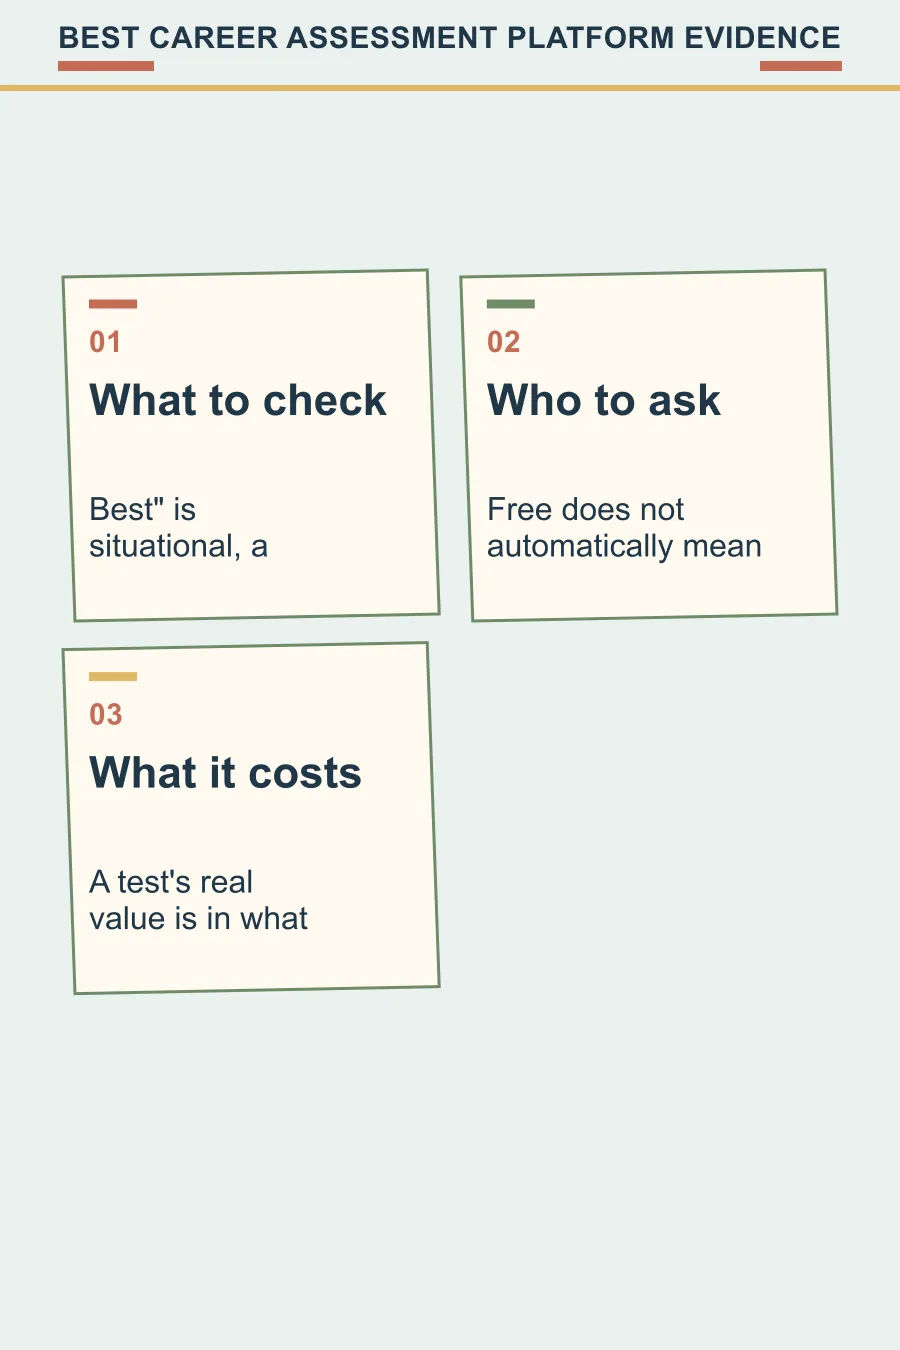 BEST CAREER ASSESSMENT PLATFORM EVIDENCE
01
What to check
Best" is
situational, a
02
Who to ask
Free does not
automatically mean
03
What it costs
A test's real
value is in what